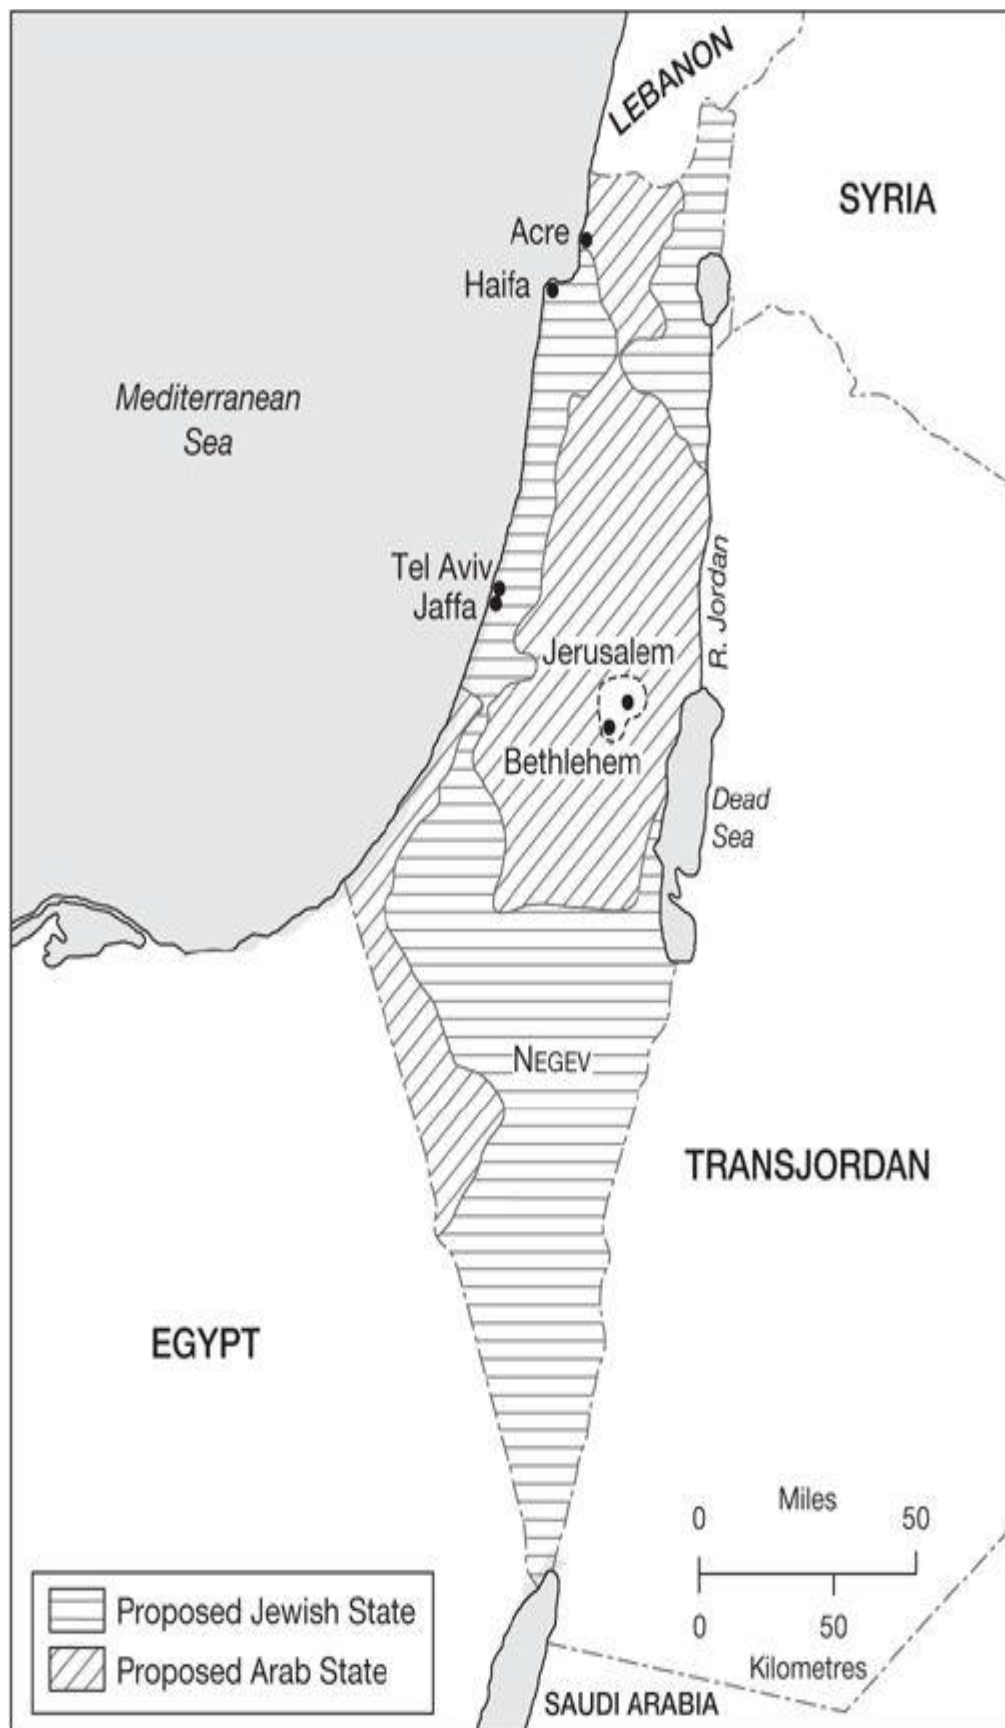 LEBANON
SYRIA
Acre
Haifa
Mediterranean
Sea
Tel Aviv
Jaffa
R. Jordan
Jerusalem
Bethlehem
Dead
Sea
NEGEV
TRANSJORDAN
EGYPT
Miles
0 50
0 50
Kilometres
Proposed Jewish State
Proposed Arab State
SAUDI ARABIA